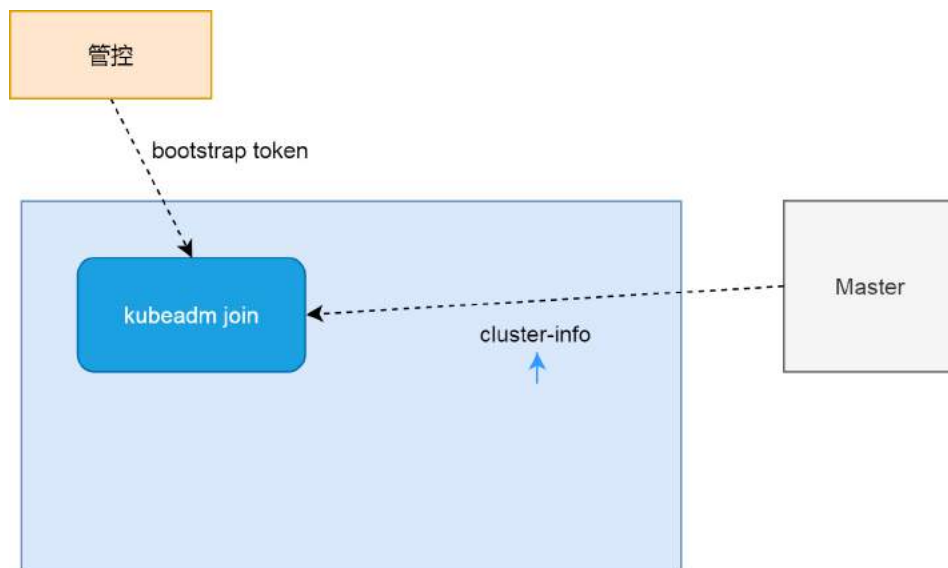 管控
bootstrap token
kubeadm join
Master
cluster-info